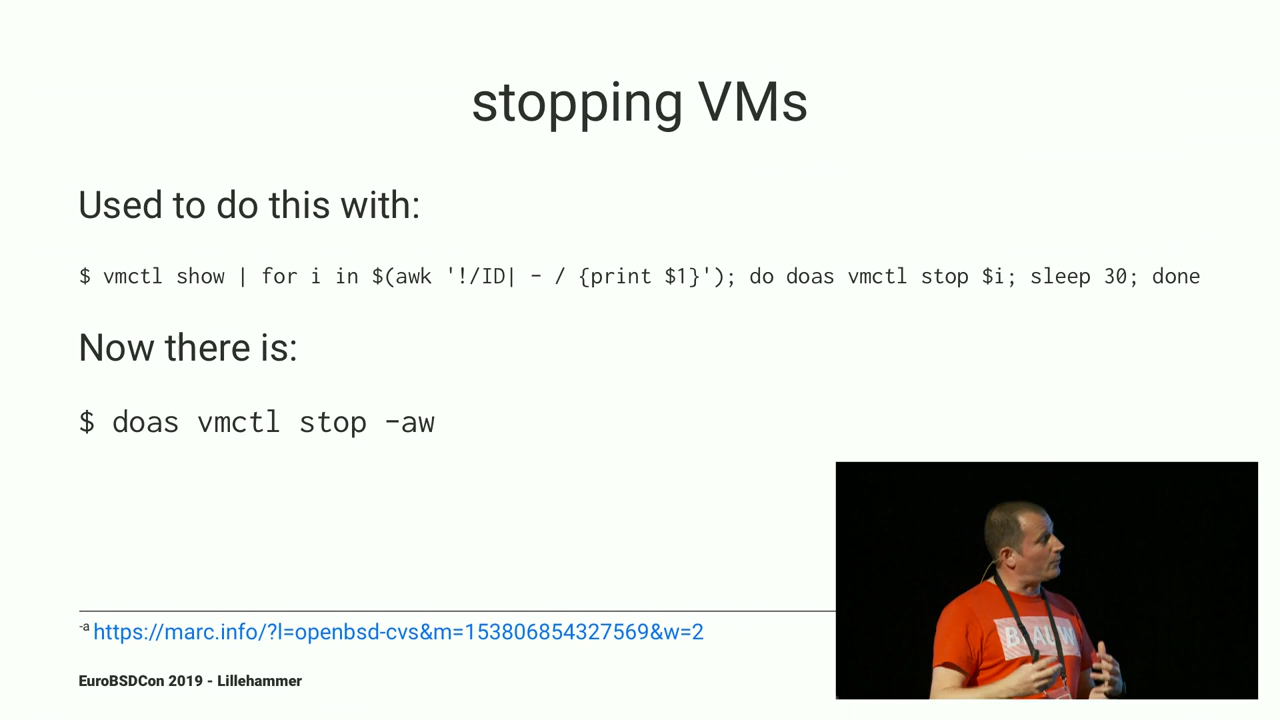 stopping VMs
Used to do this with:
$ vmctl show | for i in $(awk '!/ID| - / {print $1}'); do doas vmctl stop $i; sleep 30; done
Now there is:
$ doas vmctl stop -aw
-a https://marc.info/?l=openbsd-cvs&m=153806854327569&w=2
EuroBSDCon 2019 - Lillehammer